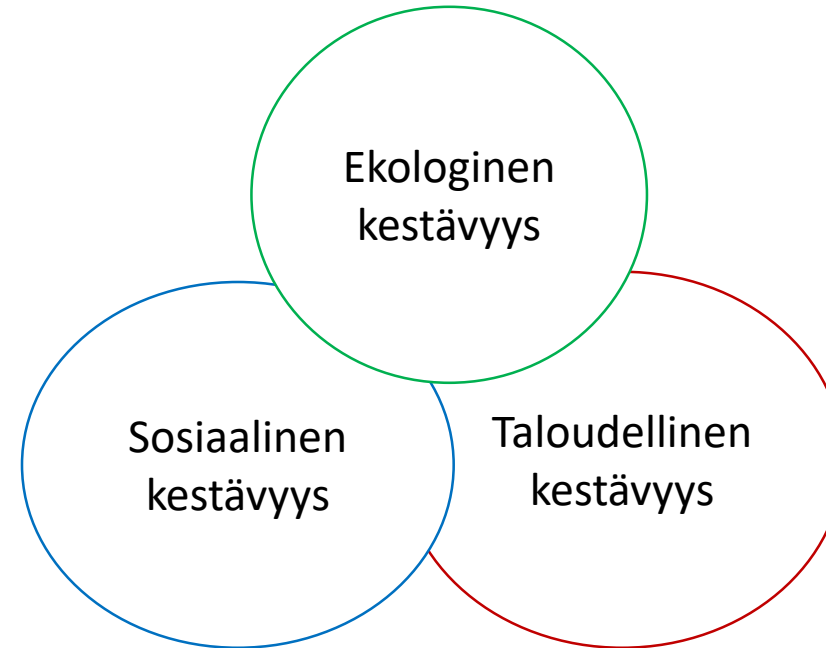 Ekologinen
kestävyys
Sosiaalinen
kestävyys
Taloudellinen
kestävyys